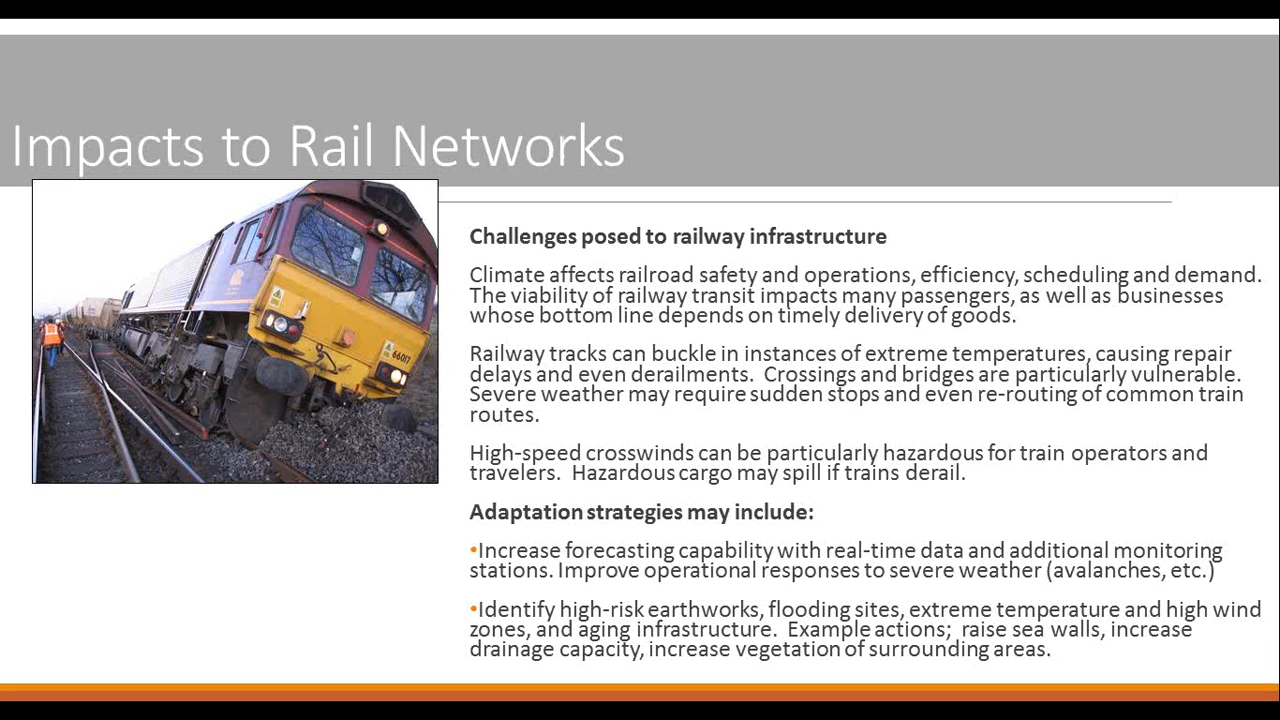 Impacts to Rail Networks
66017
Challenges posed to railway infrastructure
Climate affects railroad safety and operations, efficiency, scheduling and demand.
The viability of railway transit impacts many passengers, as well as businesses
whose bottom line depends on timely delivery of goods.
Railway tracks can buckle in instances of extreme temperatures, causing repair
delays and even derailments.  Crossings and bridges are particularly vulnerable.
Severe weather may require sudden stops and even re-routing of common train
routes.
High-speed crosswinds can be particularly hazardous for train operators and
travelers.  Hazardous cargo may spill if trains derail.
Adaptation strategies may include:
•Increase forecasting capability with real-time data and additional monitoring
stations. Improve operational responses to severe weather (avalanches, etc.)
•Identify high-risk earthworks, flooding sites, extreme temperature and high wind
zones, and aging infrastructure.  Example actions;  raise sea walls, increase
drainage capacity, increase vegetation of surrounding areas.